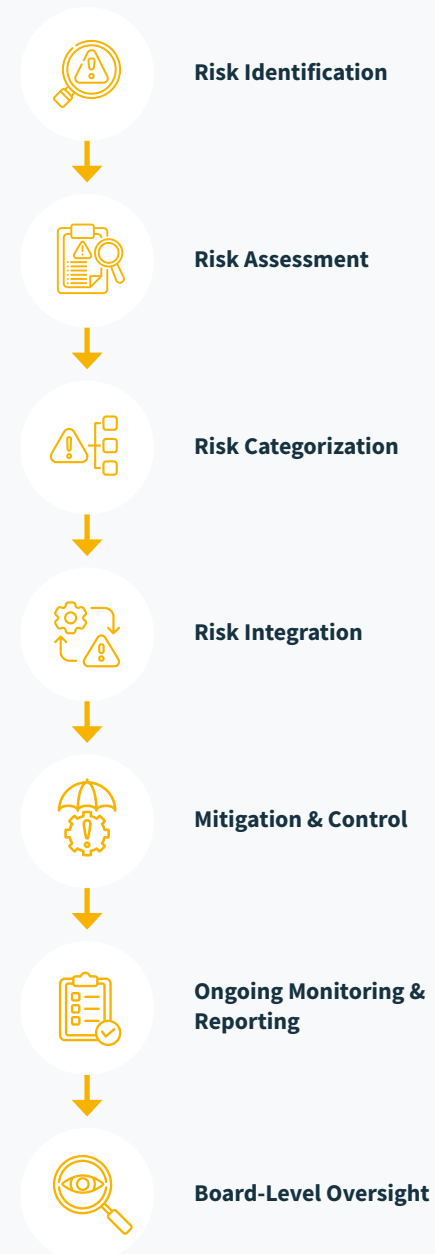 Risk Identification
Risk Assessment
Risk Categorization
Risk Integration
Mitigation & Control
Ongoing Monitoring &
Reporting
Board-Level Oversight